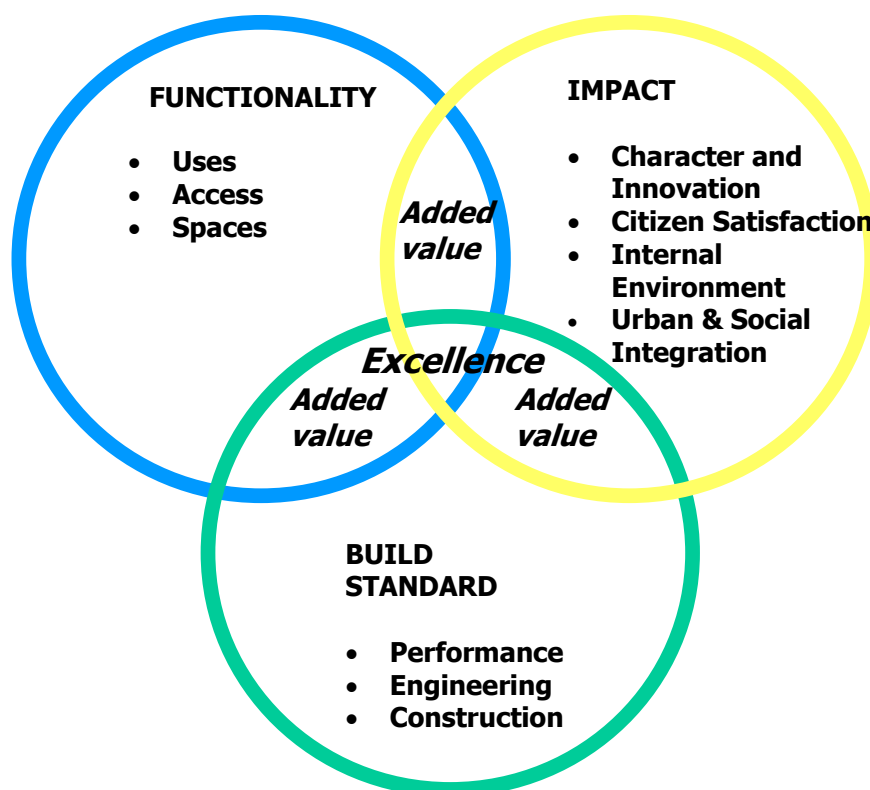 FUNCTIONALITY
• Uses
• Access
• Spaces
IMPACT
• Character and
Innovation
• Citizen Satisfaction
• Internal
Environment
• Urban & Social
Integration
Added
value
Excellence
Added
value
Added
value
BUILD
STANDARD
• Performance
• Engineering
• Construction